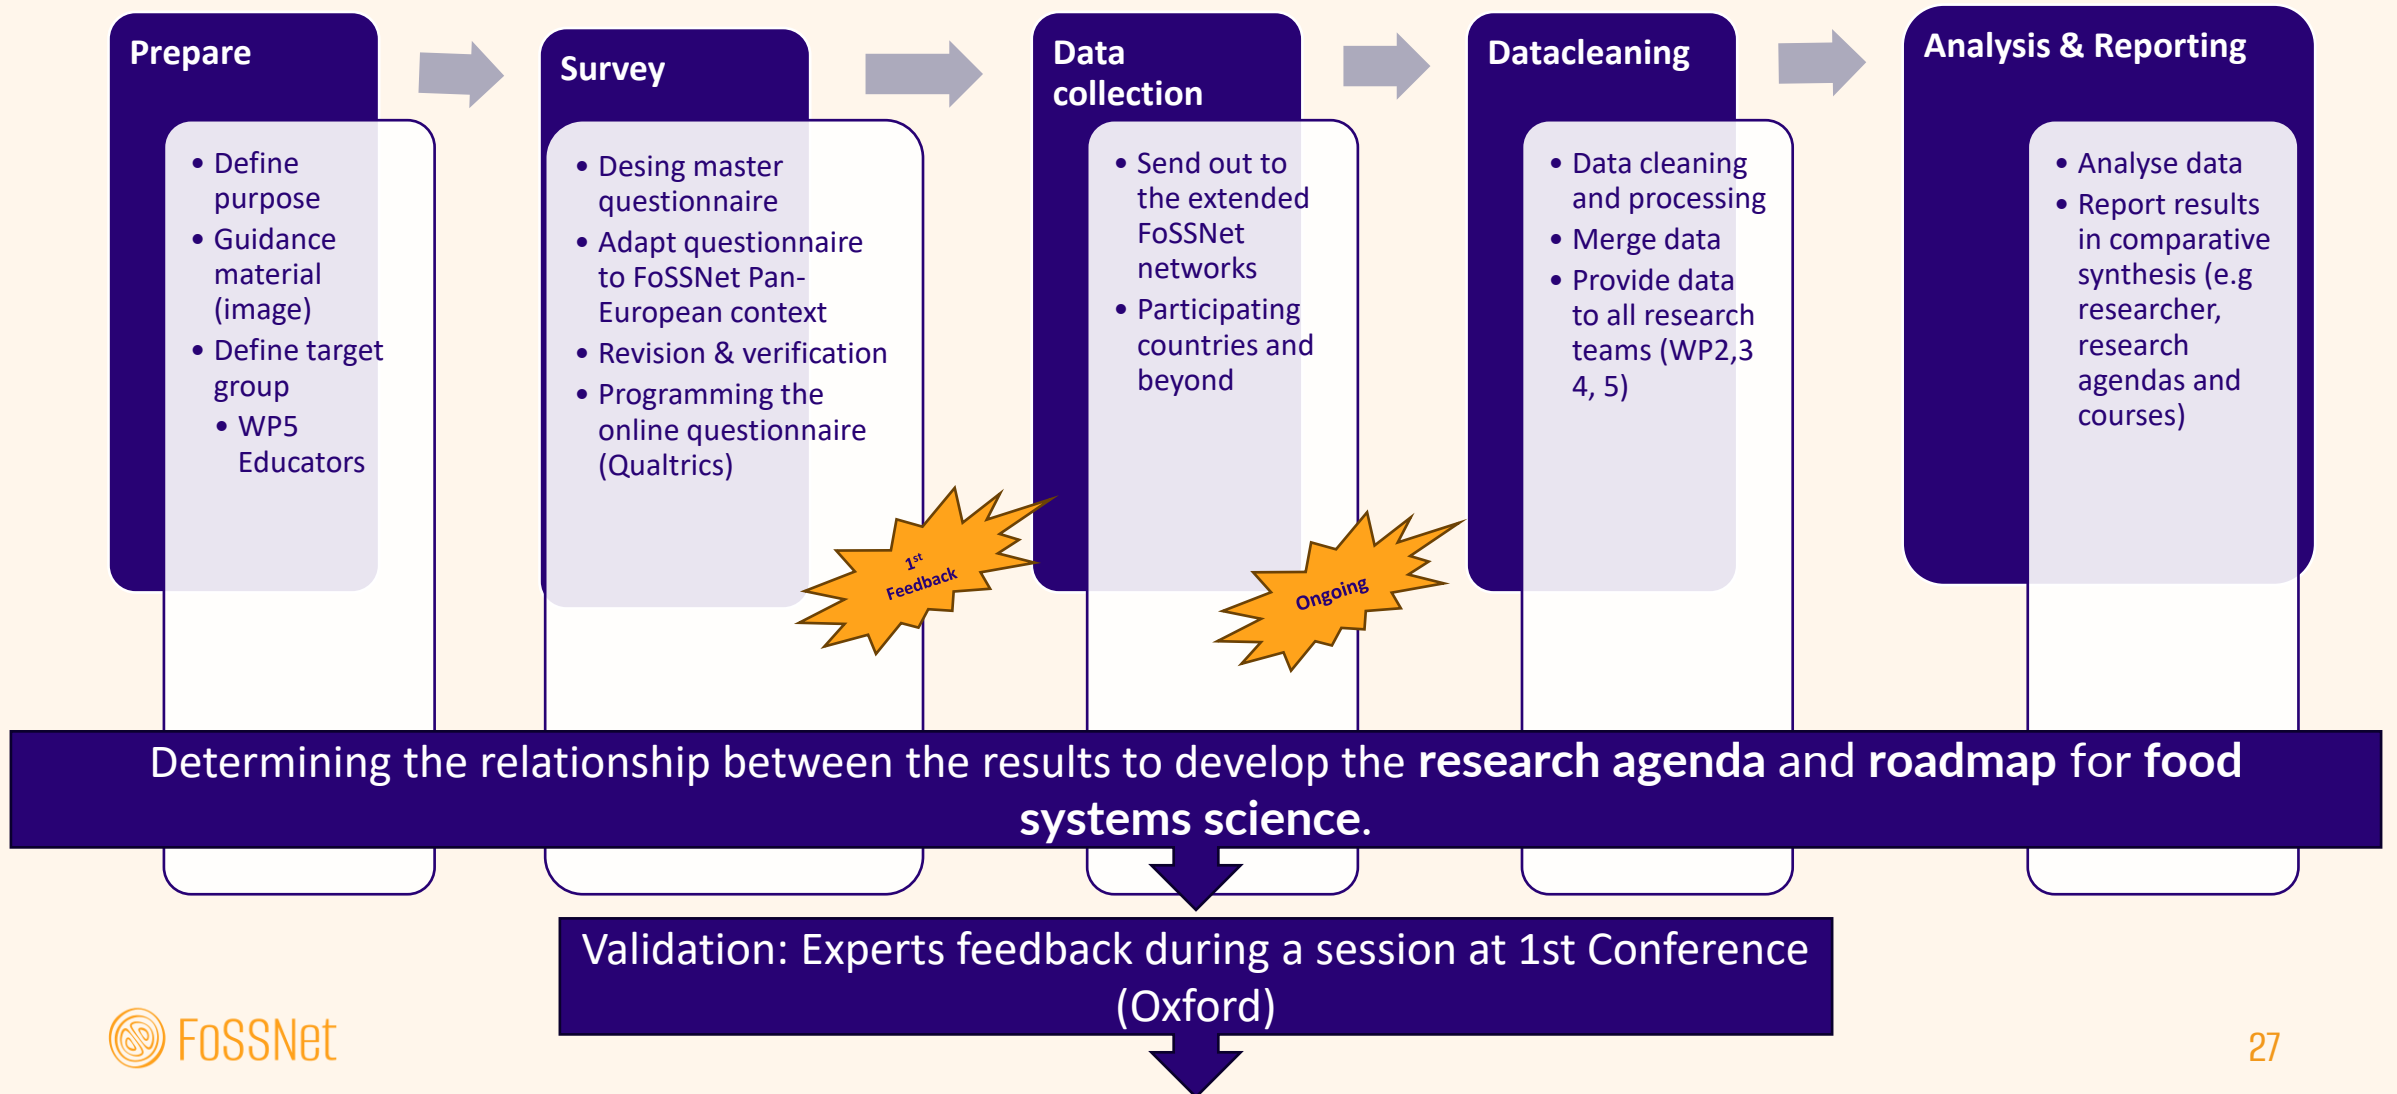 Prepare
• Define
purpose
• Guidance
material
(image)
• Define target
group
• WP5
Educators
Survey
• Desing master
questionnaire
• Adapt questionnaire
to FoSSNet Pan-
European context
• Revision & verification
• Programming the
online questionnaire
(Qualtrics)
1st
Feedback
Data
collection
• Send out to
the extended
FoSSNet
networks
• Participating
countries and
beyond
Ongoing
Datacleaning
• Data cleaning
and processing
• Merge data
• Provide data
to all research
teams (WP2,3
4, 5)
Analysis & Reporting
• Analyse data
• Report results
in comparative
synthesis (e.g
researcher,
research
agendas and
courses)
Determining the relationship between the results to develop the research agenda and roadmap for food
systems science.
Validation: Experts feedback during a session at 1st Conference
(Oxford)
FoSSNet
27